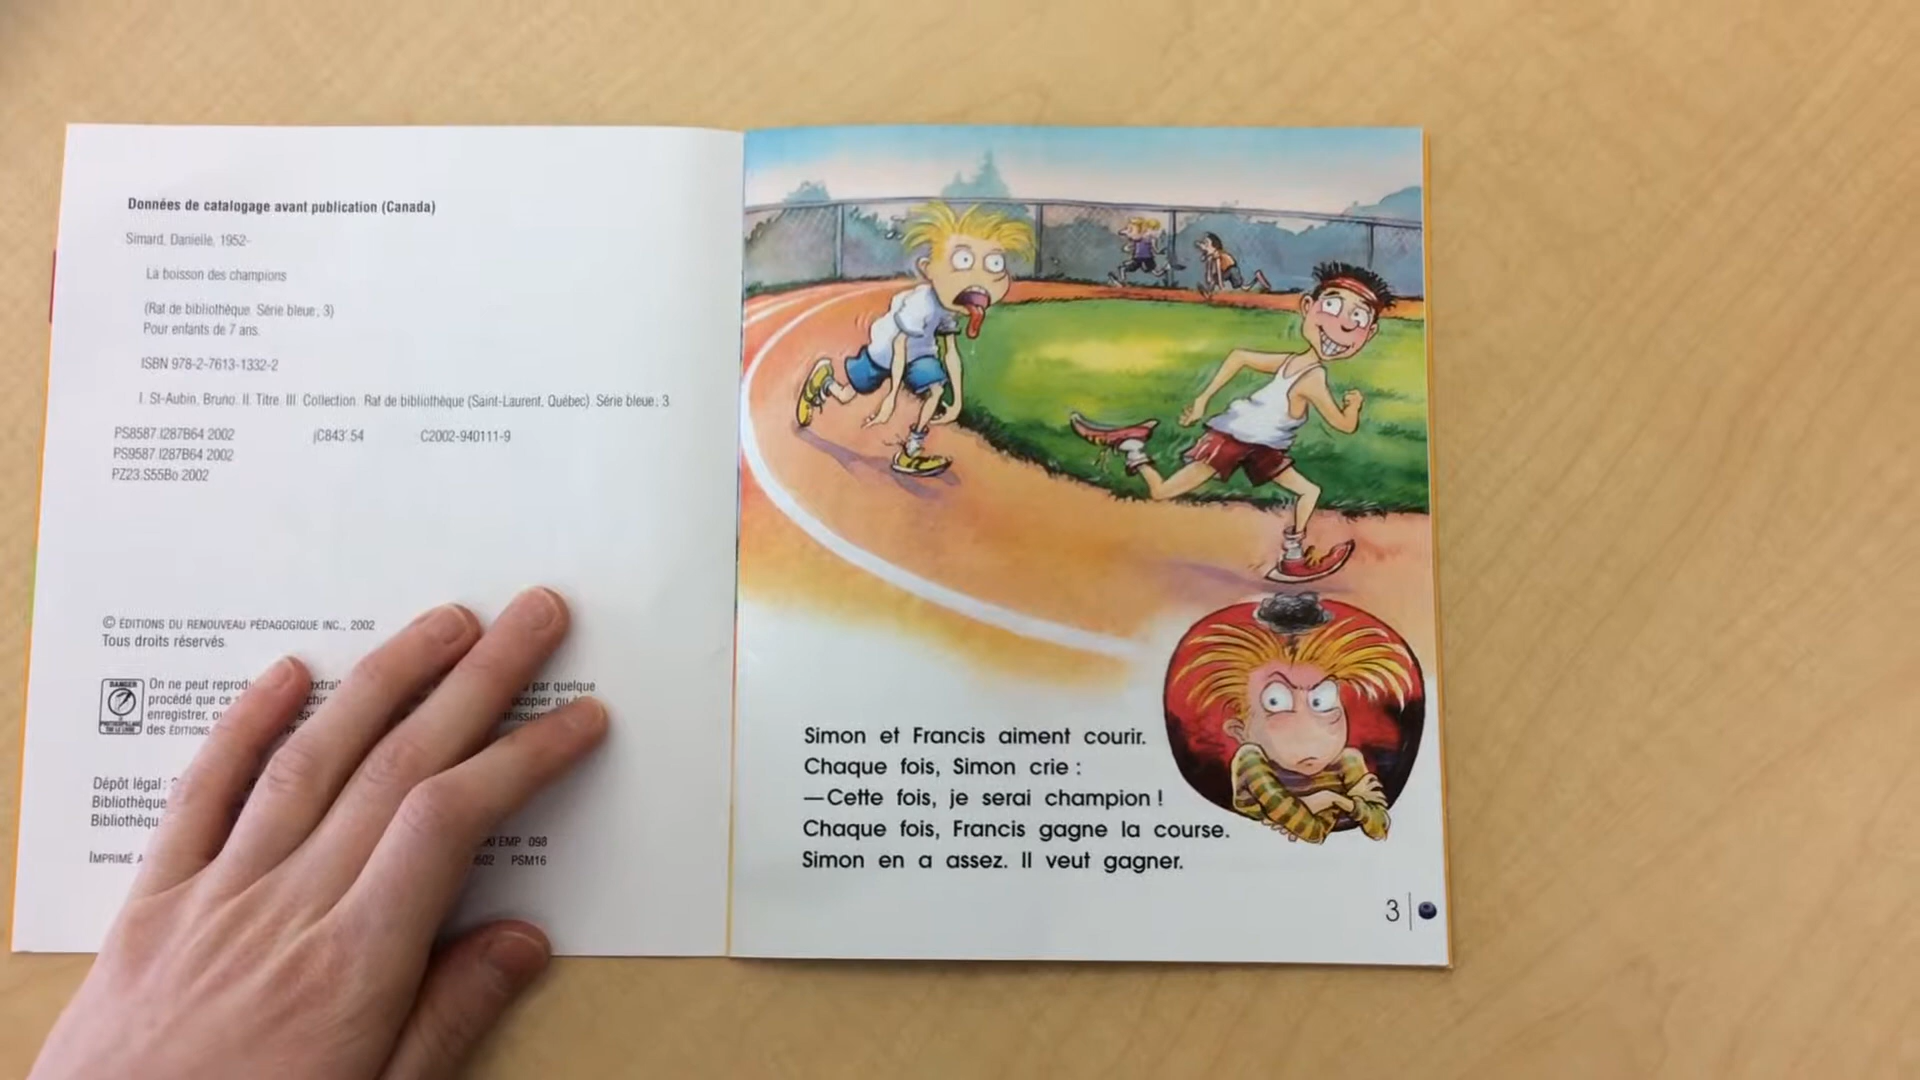 Données de catalogage avant publication (Canada)
Simard, Danielle, 1952-
La boisson des champions
(Rat de bibliothèque. Série bleue; 3)
Pour enfants de 7 ans.
ISBN 978-2-7613-1332-2
I. St-Aubin, Bruno. II. Titre. III. Collection: Rat de bibliothèque (Saint-Laurent, Québec). Série bleue; 3.
PS8587.I287B64 2002 jC843'.54 C2002-940111-9
PS9587.I287B64 2002
PZ23.S55Bo 2002
© ÉDITIONS DU RENOUVEAU PÉDAGOGIQUE INC., 2002
Tous droits réservés.
DANGER
On ne peut par quelque
procédé que ce
enregistrer,
des ÉDITIONS
Dépôt légal:
Bibliothèque
IMPRIMÉ
EMP 098
PSM16
Simon et Francis aiment courir.
Chaque fois, Simon crie :
—Cette fois, je serai champion !
Chaque fois, Francis gagne la course.
Simon en a assez. Il veut gagner.
3